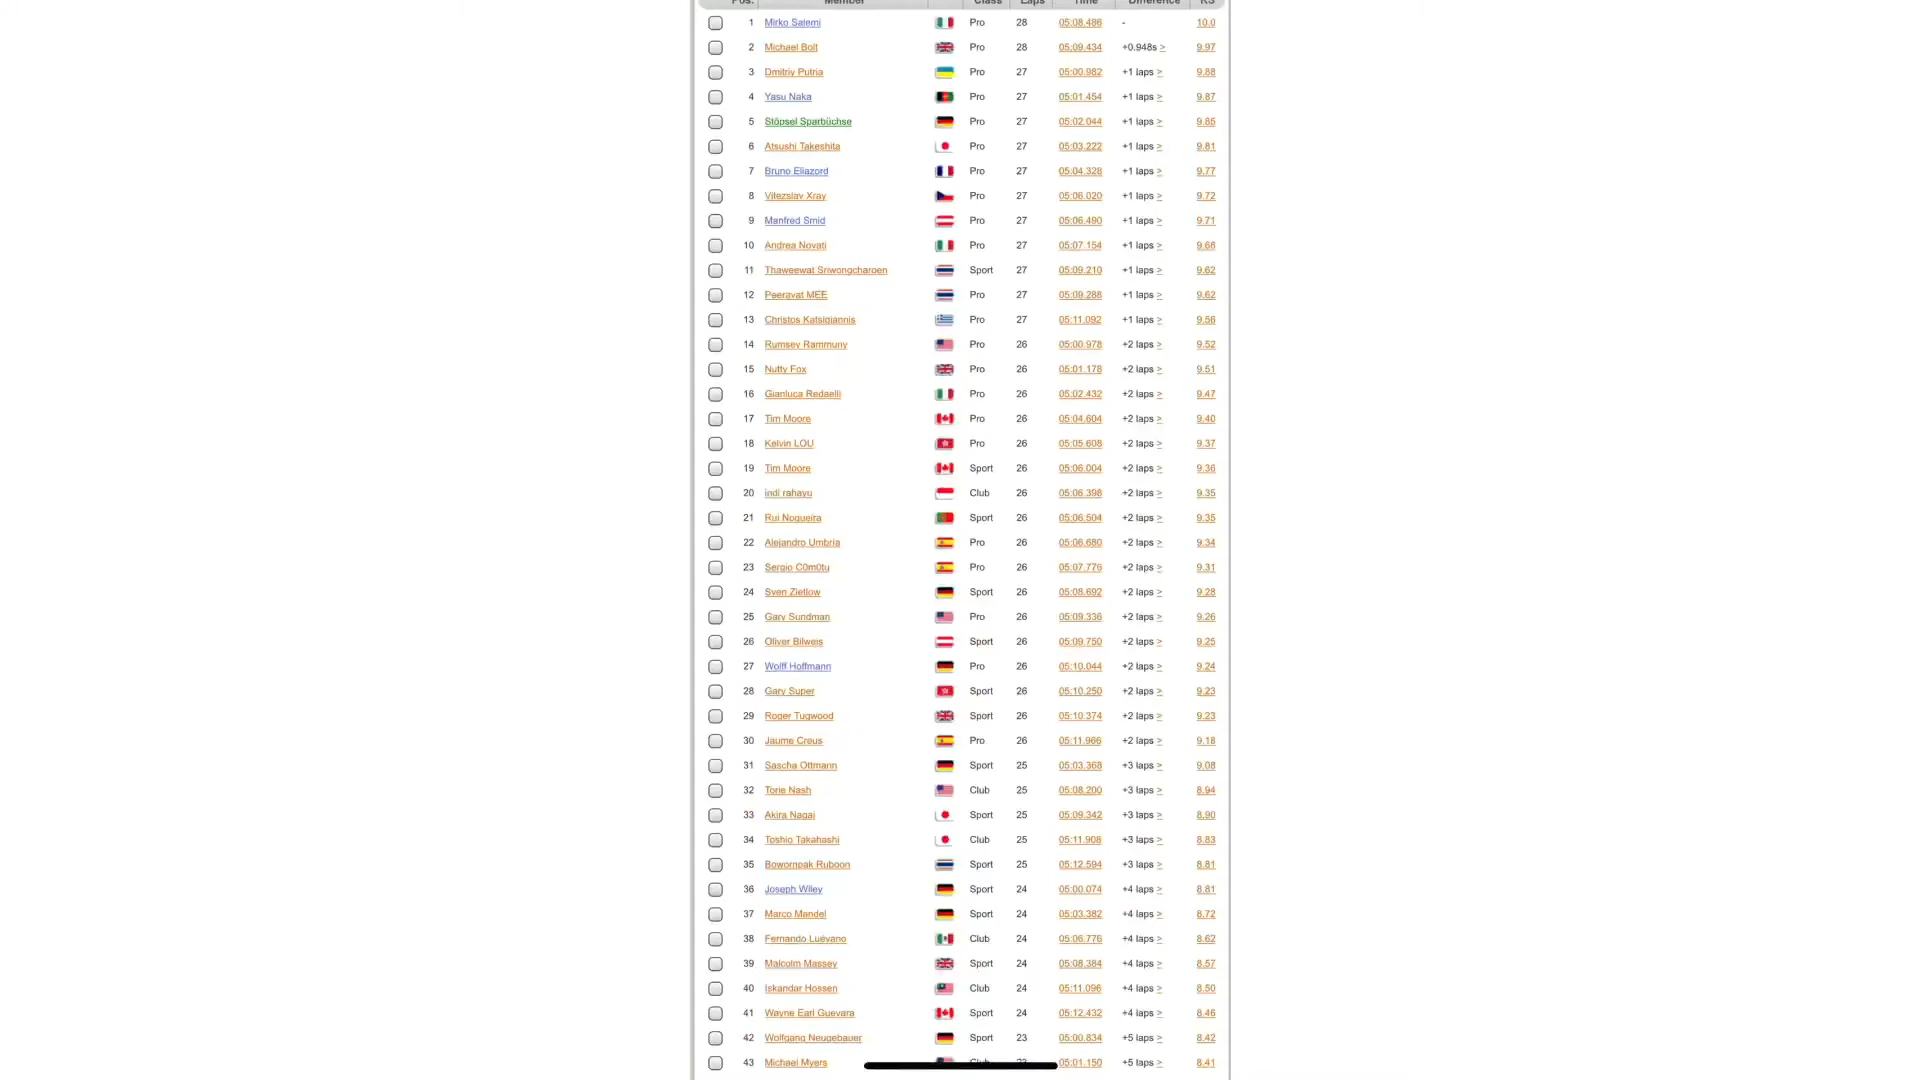 Pos. Member Class Laps Time Difference RS
1 Mirko Salemi Pro 28 05:08.486 - 10.0
2 Michael Bolt Pro 28 05:09.434 +0.948s > 9.97
3 Dmitriy Putria Pro 27 05:00.982 +1 laps > 9.88
4 Yasu Naka Pro 27 05:01.454 +1 laps > 9.87
5 Stöpsel Sparbüchse Pro 27 05:02.044 +1 laps > 9.85
6 Atsushi Takeshita Pro 27 05:03.222 +1 laps > 9.81
7 Bruno Eliazord Pro 27 05:04.328 +1 laps > 9.77
8 Vitezslav Xray Pro 27 05:06.020 +1 laps > 9.72
9 Manfred Smid Pro 27 05:06.490 +1 laps > 9.71
10 Andrea Novati Pro 27 05:07.154 +1 laps > 9.68
11 Thaweewat Sriwongcharoen Sport 27 05:09.210 +1 laps > 9.62
12 Peeravat MEE Pro 27 05:09.288 +1 laps > 9.62
13 Christos Katsigiannis Pro 27 05:11.092 +1 laps > 9.56
14 Rumsey Rammuny Pro 26 05:00.978 +2 laps > 9.52
15 Nutty Fox Pro 26 05:01.178 +2 laps > 9.51
16 Gianluca Redaelli Pro 26 05:02.432 +2 laps > 9.47
17 Tim Moore Pro 26 05:04.604 +2 laps > 9.40
18 Kelvin LOU Pro 26 05:05.608 +2 laps > 9.37
19 Tim Moore Sport 26 05:06.004 +2 laps > 9.36
20 indi rahayu Club 26 05:06.398 +2 laps > 9.35
21 Rui Nogueira Sport 26 05:06.504 +2 laps > 9.35
22 Alejandro Umbría Pro 26 05:06.680 +2 laps > 9.34
23 Sergio C0m0tu Pro 26 05:07.776 +2 laps > 9.31
24 Sven Zietlow Sport 26 05:08.692 +2 laps > 9.28
25 Gary Sundman Pro 26 05:09.336 +2 laps > 9.26
26 Oliver Bilweis Sport 26 05:09.750 +2 laps > 9.25
27 Wolff Hoffmann Pro 26 05:10.044 +2 laps > 9.24
28 Gary Super Sport 26 05:10.250 +2 laps > 9.23
29 Roger Tugwood Sport 26 05:10.374 +2 laps > 9.23
30 Jaume Creus Pro 26 05:11.966 +2 laps > 9.18
31 Sascha Ottmann Sport 25 05:03.368 +3 laps > 9.08
32 Torie Nash Club 25 05:08.200 +3 laps > 8.94
33 Akira Nagai Sport 25 05:09.342 +3 laps > 8.90
34 Toshio Takahashi Club 25 05:11.908 +3 laps > 8.83
35 Bowornpak Ruboon Sport 25 05:12.594 +3 laps > 8.81
36 Joseph Wiley Sport 24 05:00.074 +4 laps > 8.81
37 Marco Mandel Sport 24 05:03.382 +4 laps > 8.72
38 Fernando Luévano Club 24 05:06.776 +4 laps > 8.62
39 Malcolm Massey Sport 24 05:08.384 +4 laps > 8.57
40 Iskandar Hossen Club 24 05:11.096 +4 laps > 8.50
41 Wayne Earl Guevara Sport 24 05:12.432 +4 laps > 8.46
42 Wolfgang Neugebauer Sport 23 05:00.834 +5 laps > 8.42
43 Michael Myers Club 23 05:01.150 +5 laps > 8.41